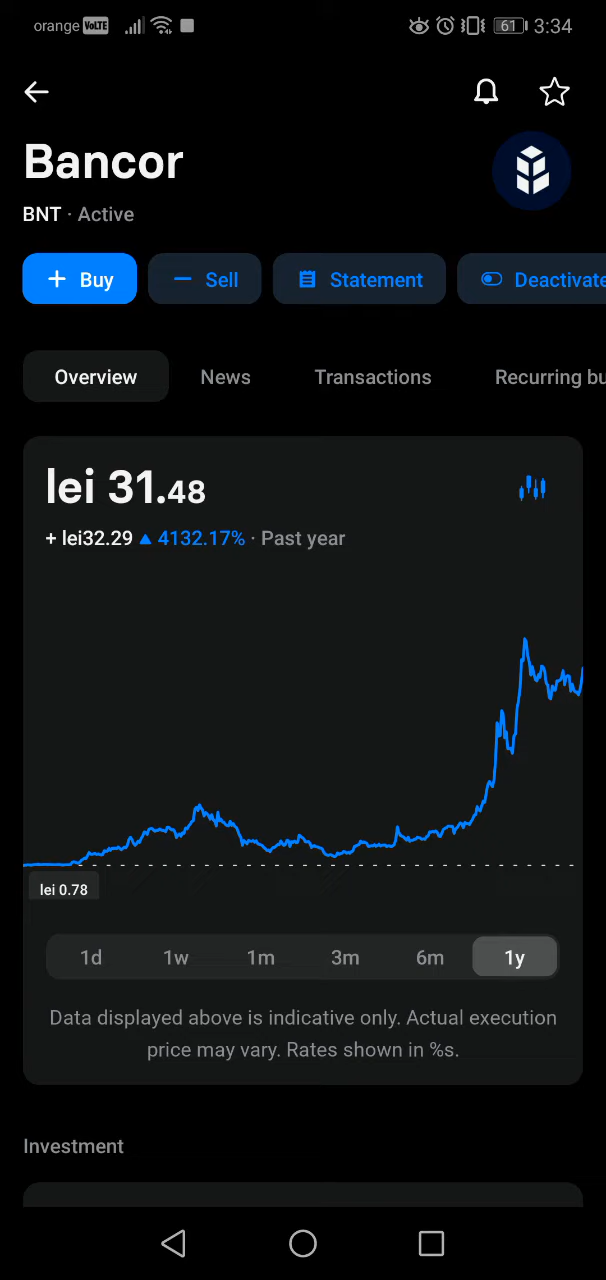 orange VoLTE 61 3:34
Bancor
BNT · Active
+ Buy − Sell Statement Deactivate
Overview News Transactions Recurring bu
lei 31.48
+ lei32.29 ▲ 4132.17% · Past year
lei 0.78
1d 1w 1m 3m 6m 1y
Data displayed above is indicative only. Actual execution
price may vary. Rates shown in %s.
Investment